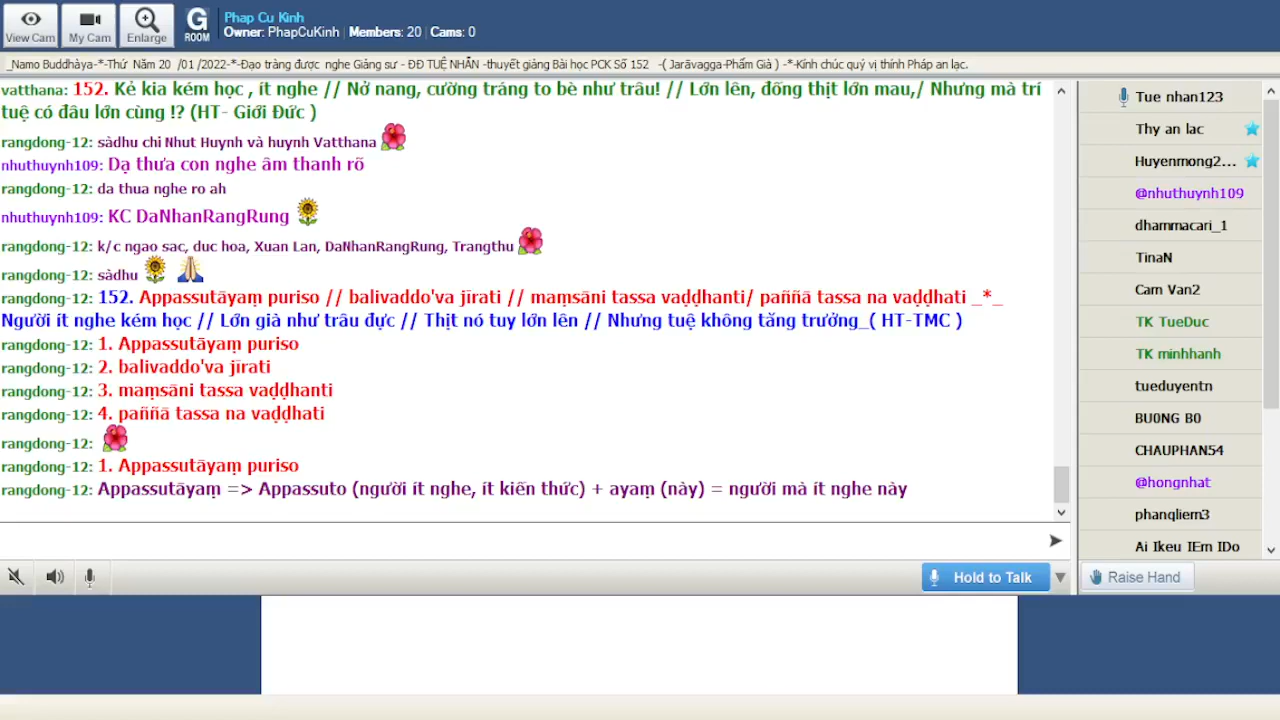 View Cam
My Cam
Enlarge
G
ROOM
Phap Cu Kinh
Owner: PhapCuKinh | Members: 20 | Cams: 0
_Namo Buddhàya-*-Thứ Năm 20 /01 /2022-*-Đạo tràng được nghe Giảng sư - ĐĐ TUỆ NHẪN -thuyết giảng Bài học PCK Số 152 -( Jarāvagga-Phẩm Già ) -*-Kính chúc quý vị thính Pháp an lạc.
vatthana: 152. Kẻ kia kém học , ít nghe // Nở nang, cường tráng to bè như trâu! // Lớn lên, đống thịt lớn mau,/ Nhưng mà trí
tuệ có đâu lớn cùng !? (HT- Giới Đức )
rangdong-12: sàdhu chi Nhut Huynh và huynh Vatthana
nhuthuynh109: Dạ thưa con nghe âm thanh rõ
rangdong-12: da thua nghe ro ah
nhuthuynh109: KC DaNhanRangRung
rangdong-12: k/c ngao sac, duc hoa, Xuan Lan, DaNhanRangRung, Trangthu
rangdong-12: sàdhu
rangdong-12: 152. Appassutāyaṃ puriso // balivaddo'va jīrati // maṃsāni tassa vaḍḍhanti/ paññā tassa na vaḍḍhati _*_
Người ít nghe kém học // Lớn già như trâu đực // Thịt nó tuy lớn lên // Nhưng tuệ không tăng trưởng_( HT-TMC )
rangdong-12: 1. Appassutāyaṃ puriso
rangdong-12: 2. balivaddo'va jīrati
rangdong-12: 3. maṃsāni tassa vaḍḍhanti
rangdong-12: 4. paññā tassa na vaḍḍhati
rangdong-12:
rangdong-12: 1. Appassutāyaṃ puriso
rangdong-12: Appassutāyaṃ => Appassuto (người ít nghe, ít kiến thức) + ayaṃ (này) = người mà ít nghe này
Tue nhan123
Thy an lac
Huyenmong2...
@nhuthuynh109
dhammacari_1
TinaN
Cam Van2
TK TueDuc
TK minhhanh
tueduyentn
BU0NG B0
CHAUPHAN54
@hongnhat
phanqliem3
Ai Ikeu IEm IDo
Hold to Talk
Raise Hand